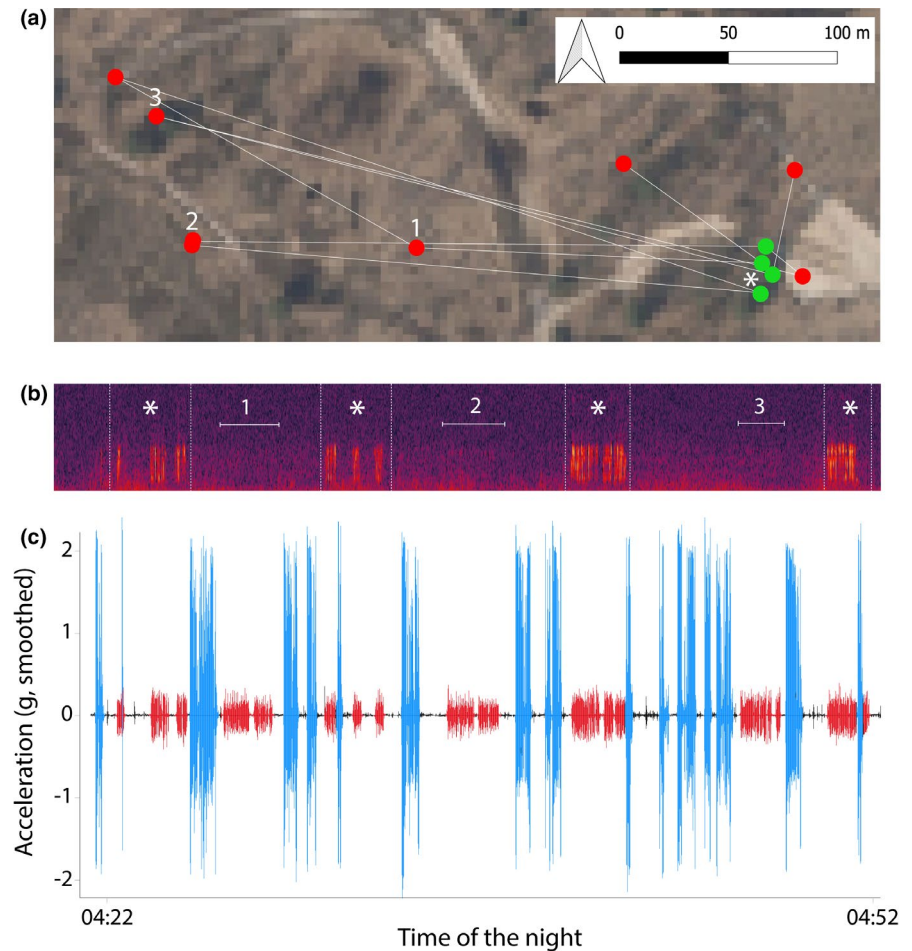 (a)
0 50 100 m
3
2
1
*
(b)
* 1 * 2 * 3 *
(c)
Acceleration (g, smoothed)
2
1
0
-1
-2
04:22 04:52
Time of the night